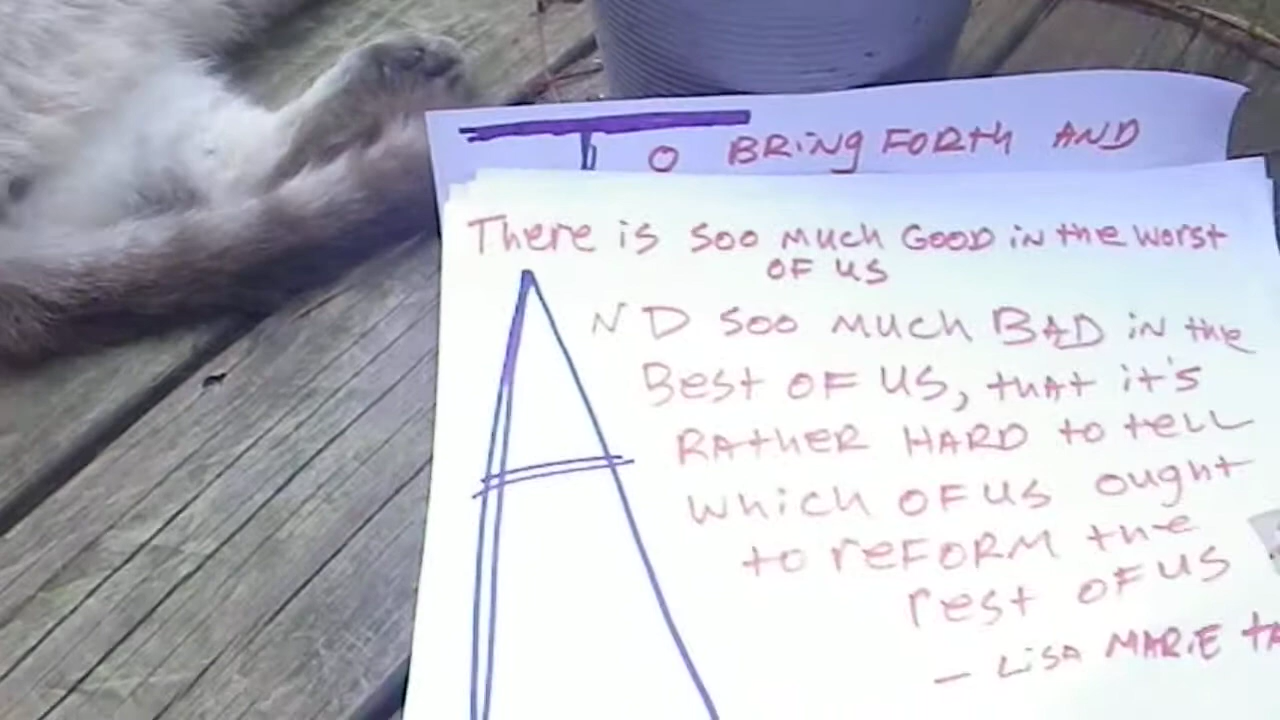 To BRiNg FORth AND
There is soo much GOOD in the worst
OF us
AND soo much BAD in the
Best OF us, that it's
RAtHER HARD to tell
which OF us ought
to reFORM the
rest OF us
— LiSA MARiE